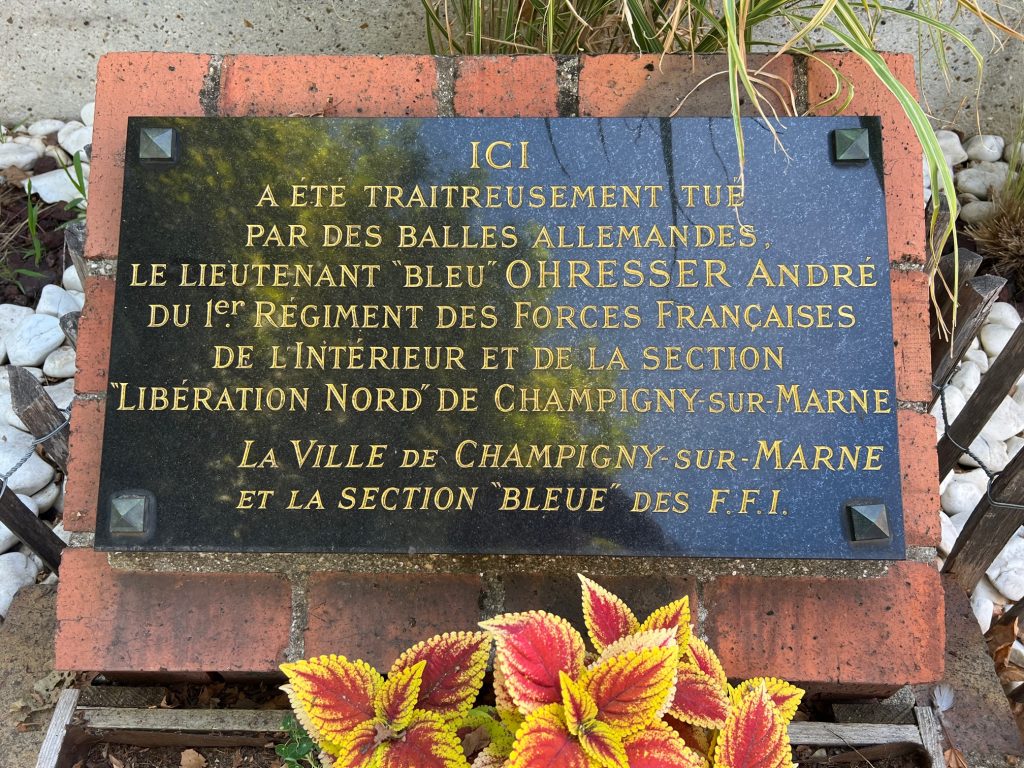 ICI
A ÉTÉ TRAITREUSEMENT TUÉ
PAR DES BALLES ALLEMANDES,
LE LIEUTENANT "BLEU" OHRESSER ANDRÉ
DU 1er. RÉGIMENT DES FORCES FRANÇAISES
DE L'INTÉRIEUR ET DE LA SECTION
"LIBÉRATION NORD" DE CHAMPIGNY-SUR-MARNE
LA VILLE DE CHAMPIGNY-SUR-MARNE
ET LA SECTION "BLEUE" DES F.F.I.